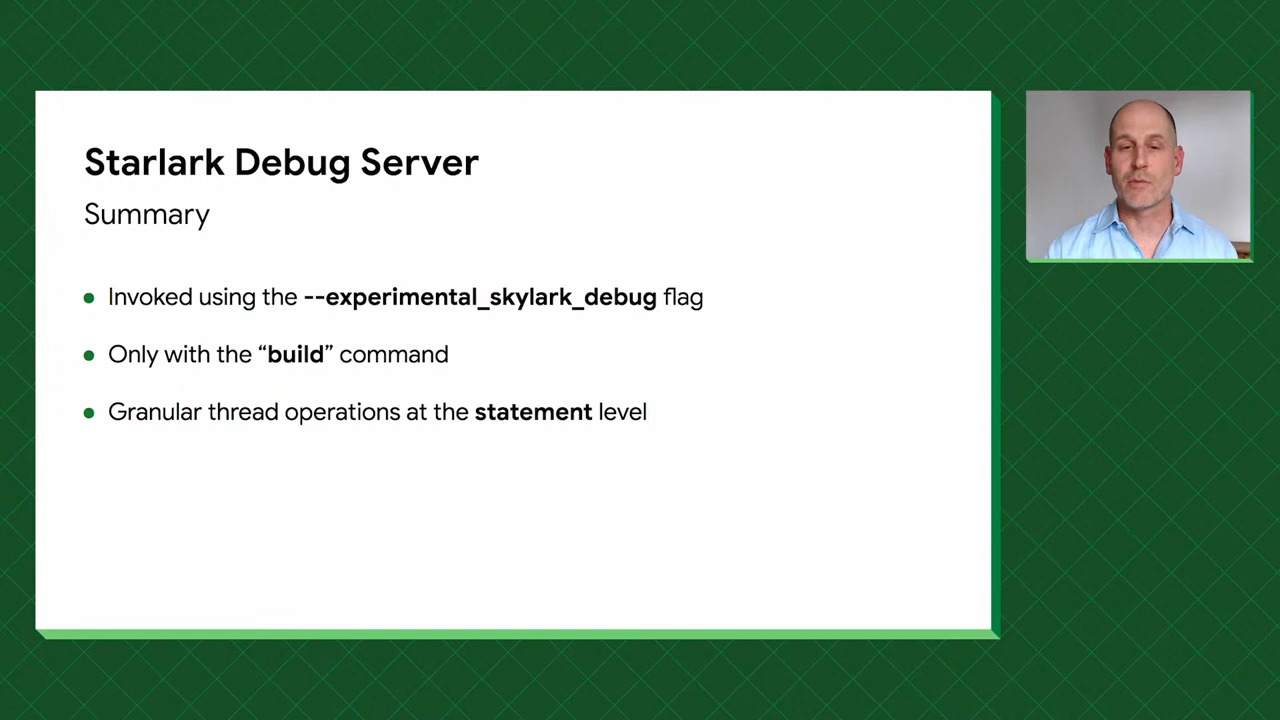 Starlark Debug Server
Summary
Invoked using the --experimental_skylark_debug flag
Only with the “build” command
Granular thread operations at the statement level